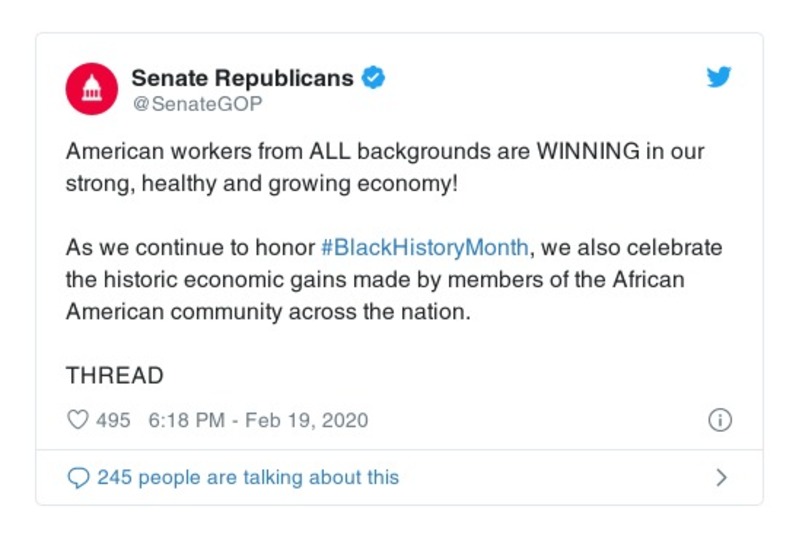 Senate Republicans
@SenateGOP
American workers from ALL backgrounds are WINNING in our
strong, healthy and growing economy!
As we continue to honor #BlackHistoryMonth, we also celebrate
the historic economic gains made by members of the African
American community across the nation.
THREAD
495 6:18 PM - Feb 19, 2020
245 people are talking about this